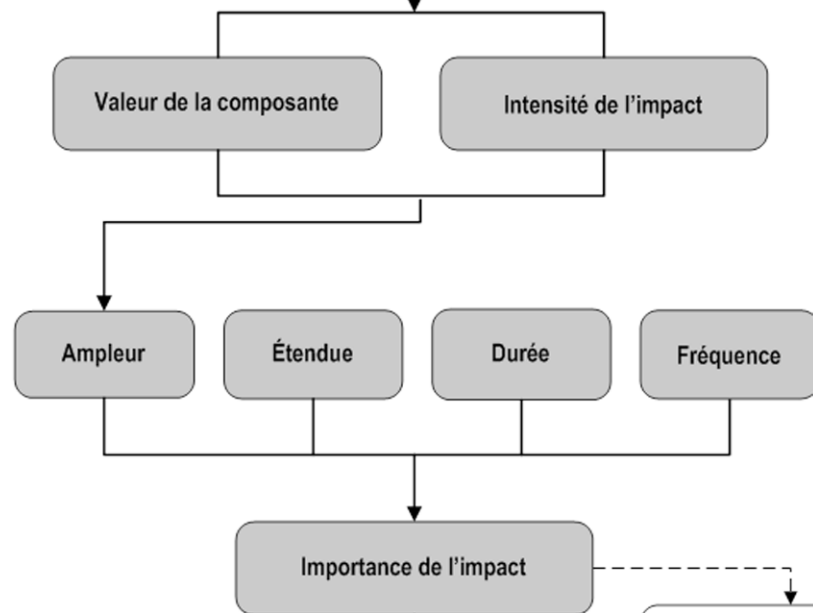 Valeur de la composante
Intensité de l’impact
Ampleur
Étendue
Durée
Fréquence
Importance de l’impact